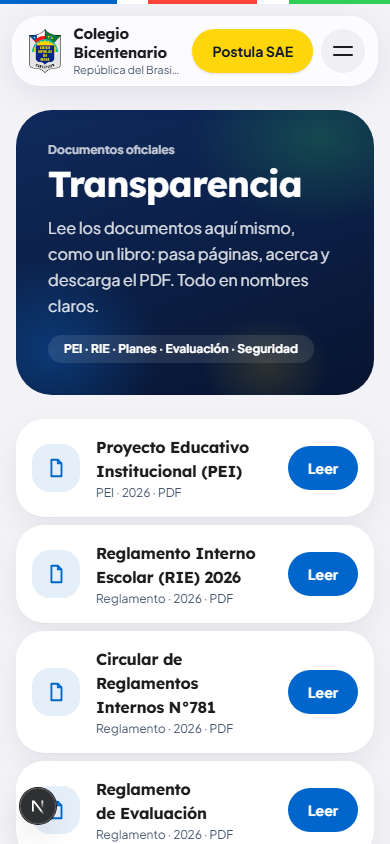 Colegio
Bicentenario
República del Brasi...
Postula SAE
Documentos oficiales
Transparencia
Lee los documentos aquí mismo,
como un libro: pasa páginas, acerca y
descarga el PDF. Todo en nombres
claros.
PEI · RIE · Planes · Evaluación · Seguridad
Proyecto Educativo
Institucional (PEI)
PEI · 2026 · PDF
Leer
Reglamento Interno
Escolar (RIE) 2026
Reglamento · 2026 · PDF
Leer
Circular de
Reglamentos
Internos N°781
Reglamento · 2026 · PDF
Leer
Reglamento
de Evaluación
Reglamento · 2026 · PDF
Leer
N